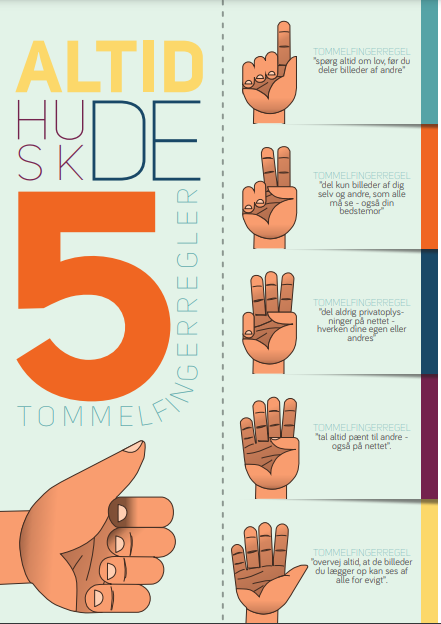 ALTID
HUSK DE
5
TOMMELFINGERREGLER
TOMMELFINGERREGEL
"spørg altid om lov, før du
deler billeder af andre"
TOMMELFINGERREGEL
"del kun billeder af dig
selv og andre, som alle
må se - også din
bedstemor"
TOMMELFINGERREGEL
"del aldrig privatoplys-
ninger på nettet -
hverken dine egen eller
andres"
TOMMELFINGERREGEL
"tal altid pænt til andre -
også på nettet".
TOMMELFINGERREGEL
"overvej altid, at de billeder
du lægger op kan ses af
alle for evigt".